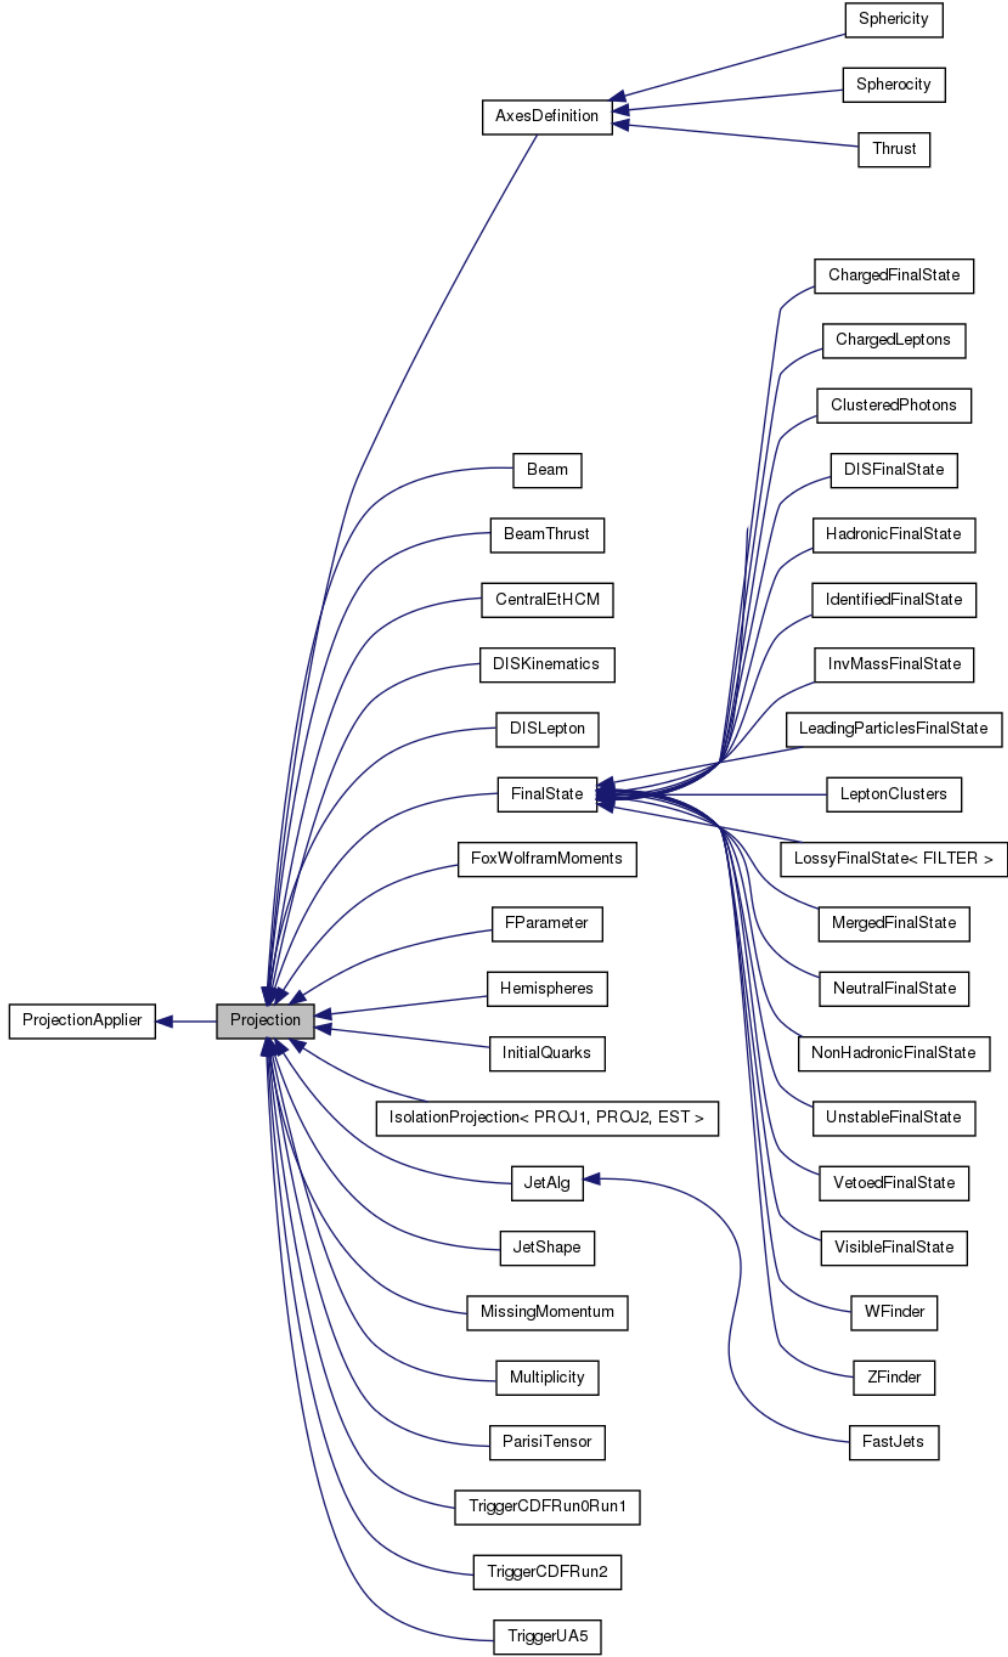 Sphericity
Spherocity
AxesDefinition
Thrust
ChargedFinalState
ChargedLeptons
ClusteredPhotons
Beam
DISFinalState
BeamThrust
HadronicFinalState
CentralEtHCM
IdentifiedFinalState
DISKinematics
InvMassFinalState
DISLepton
LeadingParticlesFinalState
FinalState
LeptonClusters
FoxWolframMoments
LossyFinalState< FILTER >
FParameter
MergedFinalState
Hemispheres
NeutralFinalState
ProjectionApplier
Projection
InitialQuarks
NonHadronicFinalState
IsolationProjection< PROJ1, PROJ2, EST >
UnstableFinalState
JetAlg
VetoedFinalState
JetShape
VisibleFinalState
MissingMomentum
WFinder
Multiplicity
ZFinder
ParisiTensor
FastJets
TriggerCDFRun0Run1
TriggerCDFRun2
TriggerUA5